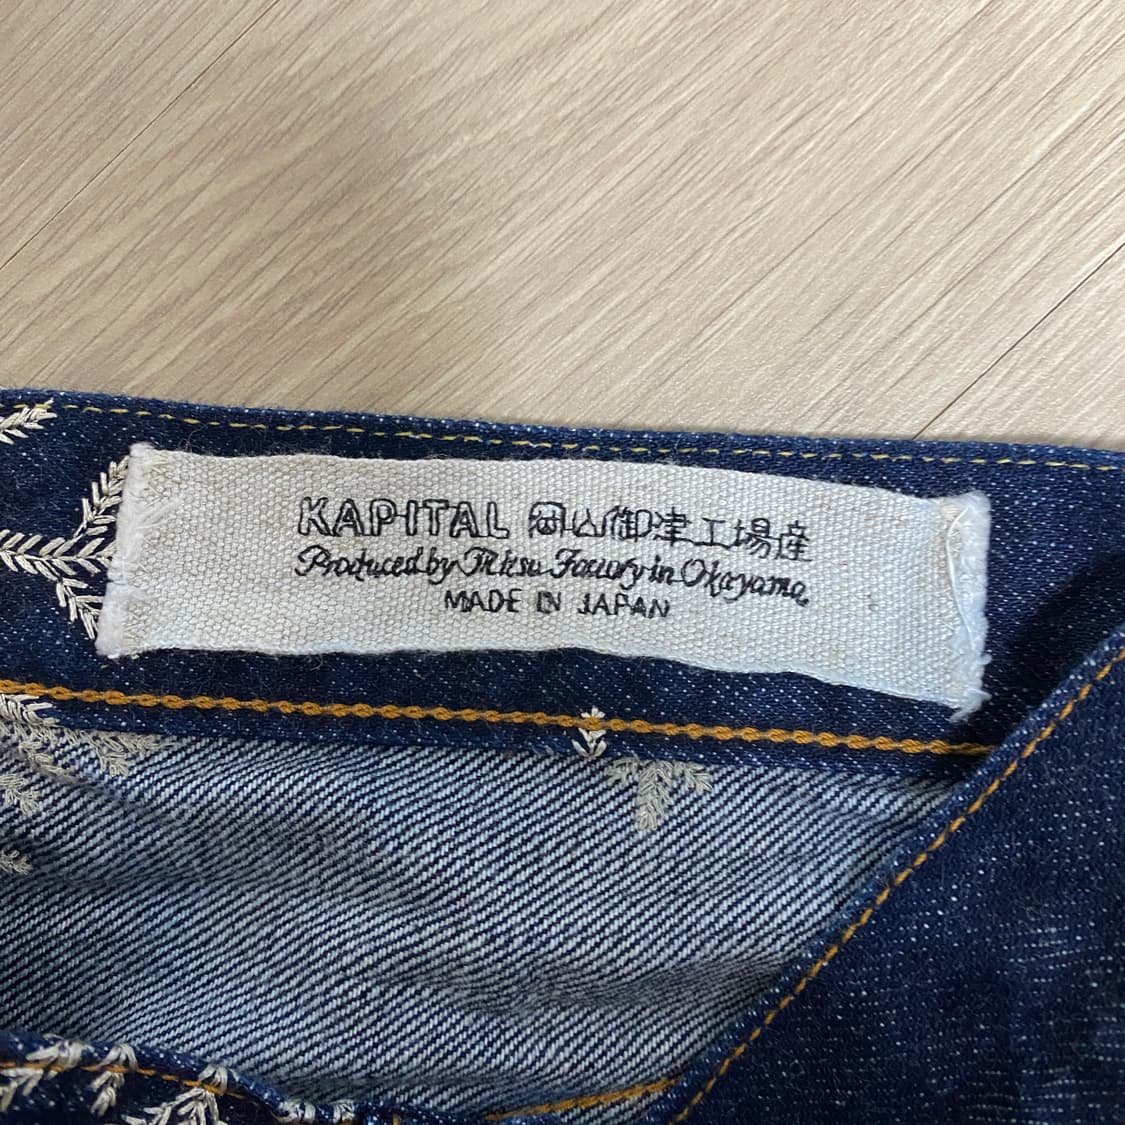 KAPITAL 岡山御津工場産
Produced by Mitsu Factory in Okayama.
MADE IN JAPAN